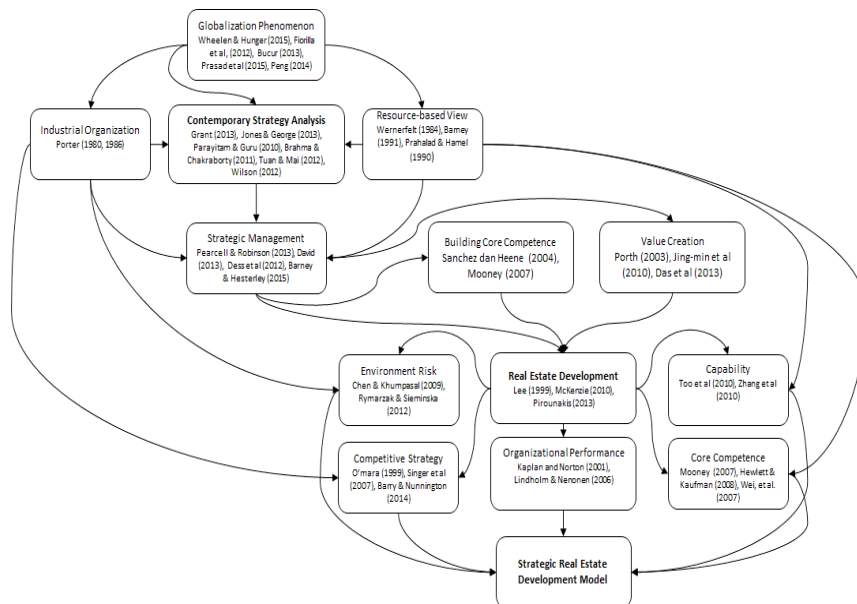 Globalization Phenomenon
Wheelen & Hunger (2015), Fiorilla
et al, (2012), Bucur (2013),
Prasad et al (2015), Peng (2014)
Industrial Organization
Porter (1980, 1986)
Contemporary Strategy Analysis
Grant (2013), Jones & George (2013),
Parayitam & Guru (2010), Brahma &
Chakraborty (2011), Tuan & Mai (2012),
Wilson (2012)
Resource-based View
Wernerfelt (1984), Barney
(1991), Prahalad & Hamel
(1990)
Strategic Management
Pearce II & Robinson (2013), David
(2013), Dess et al (2012), Barney
& Hesterley (2015)
Building Core Competence
Sanchez dan Heene (2004),
Mooney (2007)
Value Creation
Porth (2003), Jing-min et al
(2010), Das et al (2013)
Environment Risk
Chen & Khumpasal (2009),
Rymarzak & Sieminska
(2012)
Real Estate Development
Lee (1999), McKenzie (2010),
Pirounakis (2013)
Capability
Too et al (2010), Zhang et al
(2010)
Competitive Strategy
O'mara (1999), Singer et al
(2007), Barry & Nunnington
(2014)
Organizational Performance
Kaplan and Norton (2001),
Lindholm & Nenonen (2006)
Core Competence
Mooney (2007), Hewlett &
Kaufman (2008), Wei, et al.
(2007)
Strategic Real Estate
Development Model